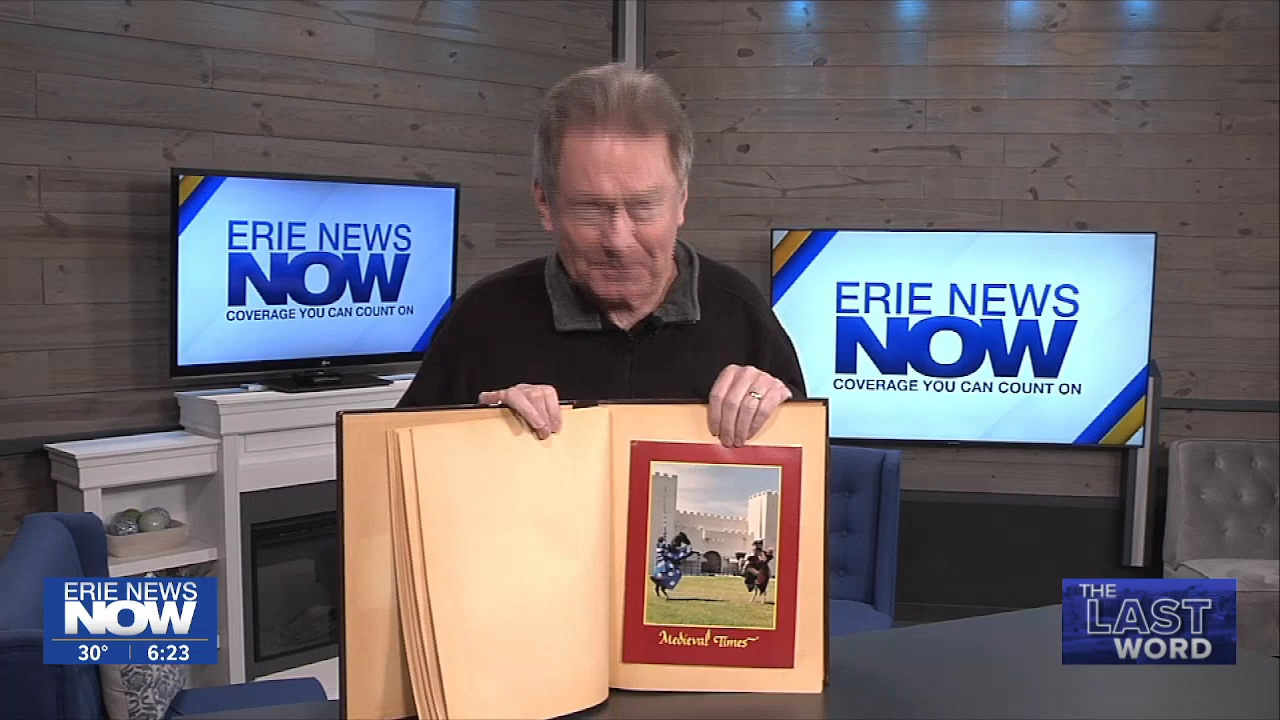 ERIE NEWS
NOW
COVERAGE YOU CAN COUNT ON
ERIE NEWS
NOW
COVERAGE YOU CAN COUNT ON
Medieval Times
ERIE NEWS
NOW
30° 6:23
THE
LAST
WORD